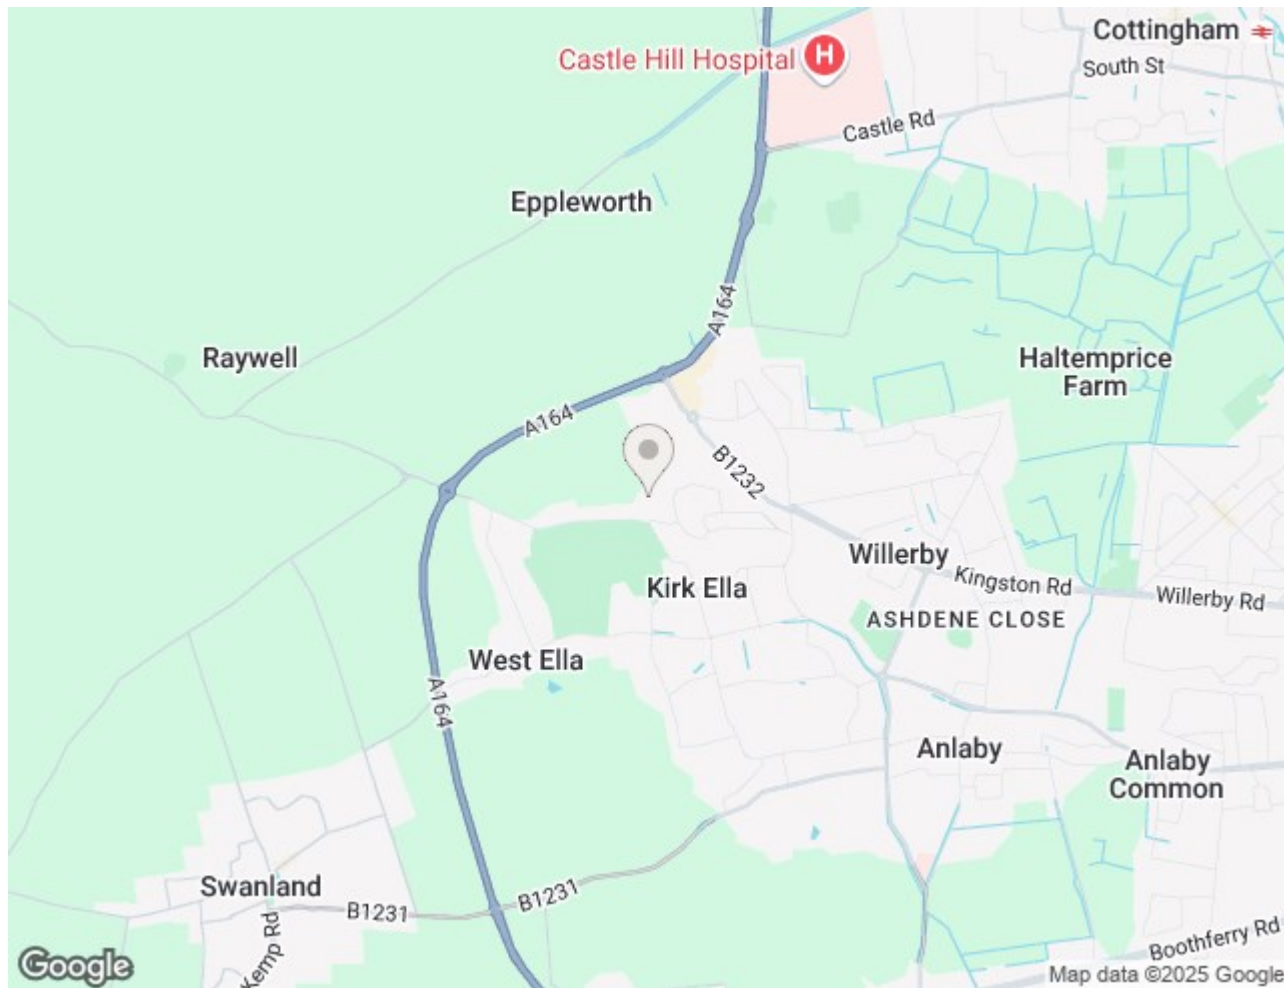 Cottingham
Castle Hill Hospital
H
South St
Castle Rd
Eppleworth
A164
Raywell
Haltemprice
Farm
A164
B1232
Willerby
Kirk Ella
Kingston Rd
Willerby Rd
ASHDENE CLOSE
West Ella
A164
Anlaby
Anlaby
Common
Swanland
B1231
B1231
Kemp Rd
Boothferry Rd
Google
Map data ©2025 Google